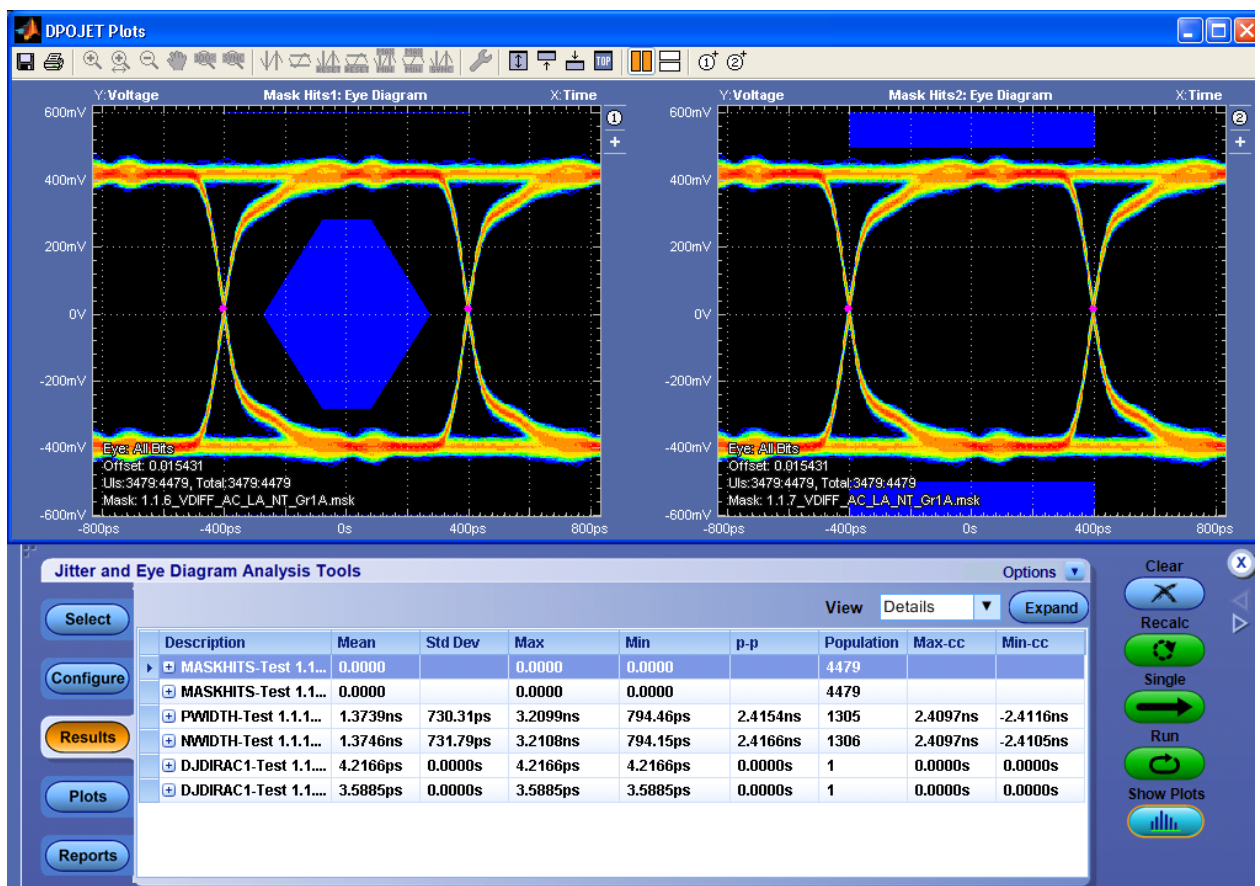 DPOJET Plots
TOP
Y:Voltage Mask Hits1: Eye Diagram X:Time
600mV
400mV
200mV
0V
-200mV
-400mV
-600mV
Eye: All Bits
Offset: 0.015431
UIs:3479:4479, Total:3479:4479
Mask: 1.1.6_VDIFF_AC_LA_NT_Gr1A.msk
-800ps -400ps 0s 400ps 800ps
1
+
Y:Voltage Mask Hits2: Eye Diagram X:Time
600mV
400mV
200mV
0V
-200mV
-400mV
-600mV
Eye: All Bits
Offset: 0.015431
UIs:3479:4479, Total:3479:4479
Mask: 1.1.7_VDIFF_AC_LA_NT_Gr1A.msk
-800ps -400ps 0s 400ps 800ps
2
+
Jitter and Eye Diagram Analysis Tools Options
View Details Expand
Select
Configure
Results
Plots
Reports
Description Mean Std Dev Max Min p-p Population Max-cc Min-cc
MASKHITS-Test 1.1... 0.0000 0.0000 0.0000 4479
MASKHITS-Test 1.1... 0.0000 0.0000 0.0000 4479
PWIDTH-Test 1.1.1... 1.3739ns 730.31ps 3.2099ns 794.46ps 2.4154ns 1305 2.4097ns -2.4116ns
NWIDTH-Test 1.1.1... 1.3746ns 731.79ps 3.2108ns 794.15ps 2.4166ns 1306 2.4097ns -2.4105ns
DJDIRAC1-Test 1.1.... 4.2166ps 0.0000s 4.2166ps 4.2166ps 0.0000s 1 0.0000s 0.0000s
DJDIRAC1-Test 1.1.... 3.5885ps 0.0000s 3.5885ps 3.5885ps 0.0000s 1 0.0000s 0.0000s
Clear
Recalc
Single
Run
Show Plots
X